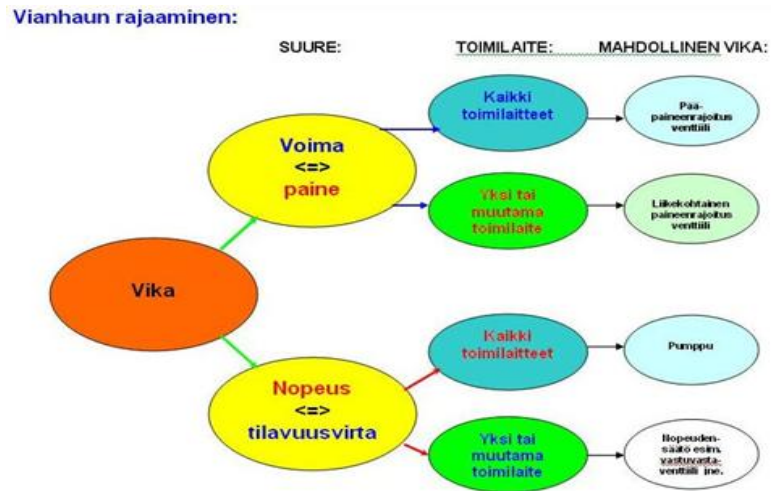 Vianhaun rajaaminen:
SUURE:
TOIMILAITE:
MAHDOLLINEN VIKA:
Vika
Voima
<=>
paine
Kaikki
toimilaitteet
Pää-
paineenrajoitus
venttiili
Yksi tai
muutama
toimilaite
Liikekohtainen
paineenrajoitus
venttiili
Nopeus
<=>
tilavuusvirta
Kaikki
toimilaitteet
Pumppu
Yksi tai
muutama
toimilaite
Nopeuden-
säätö esim.
vastuvasta-
venttiili jne.